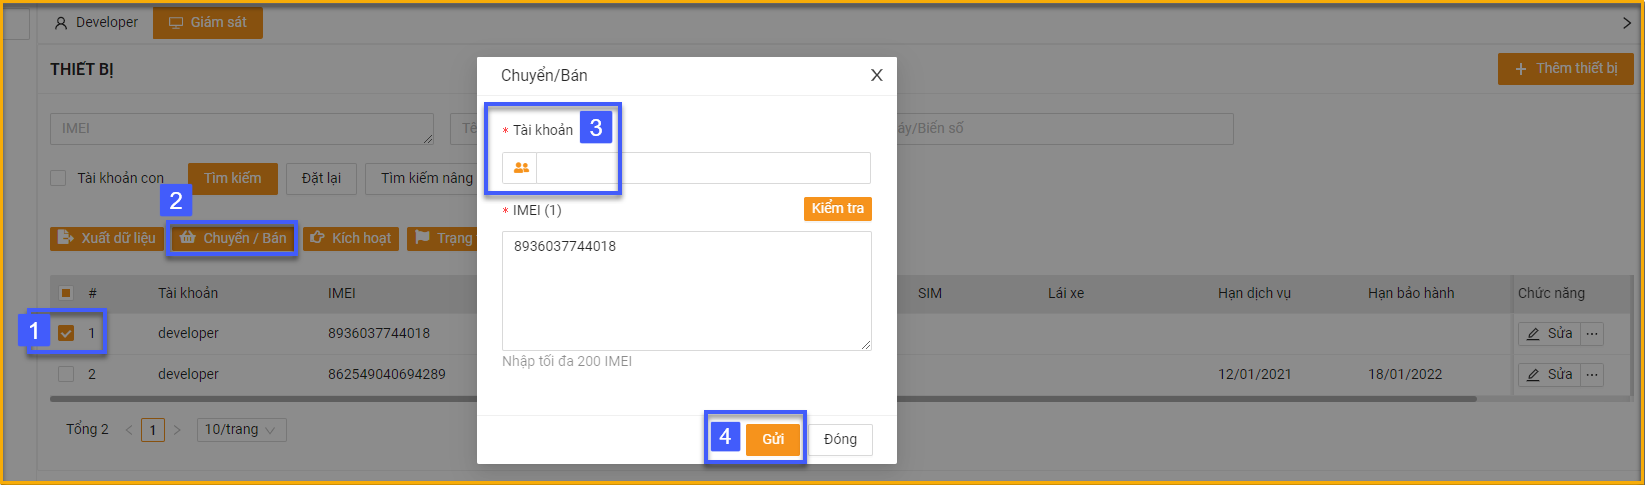 Developer Giám sát
THIẾT BỊ
Thêm thiết bị
IMEI
Tê
áy/Biển số
Tài khoản con Tìm kiếm Đặt lại Tìm kiếm nâng
2
Xuất dữ liệu Chuyển / Bán Kích hoạt Trạng
# Tài khoản IMEI SIM Lái xe Hạn dịch vụ Hạn bảo hành Chức năng
1
1 developer 8936037744018 Sửa ...
2 developer 862549040694289 12/01/2021 18/01/2022 Sửa ...
Tổng 2 < 1 > 10/trang
Chuyển/Bán X
* Tài khoản 3
* IMEI (1) Kiểm tra
8936037744018
Nhập tối đa 200 IMEI
4 Gửi Đóng